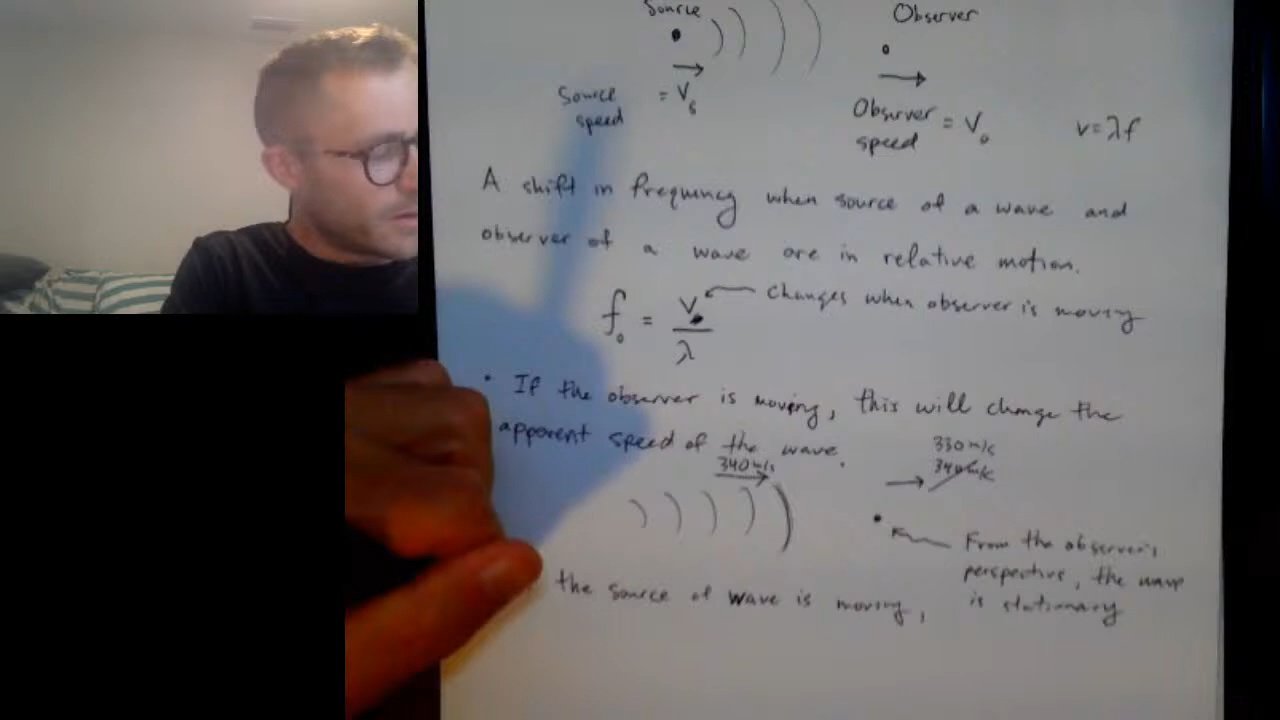 Source
Observer
Source speed = Vs
Observer speed = Vo
v=λf
A shift in frequency when source of a wave and
observer of a wave are in relative motion.
fo = V / λ
Changes when observer is moving
• If the observer is moving, this will change the
apparent speed of the wave.
340 m/s
330 m/s
340 m/s
From the observer's
perspective, the wave
is stationary
the source of wave is moving,